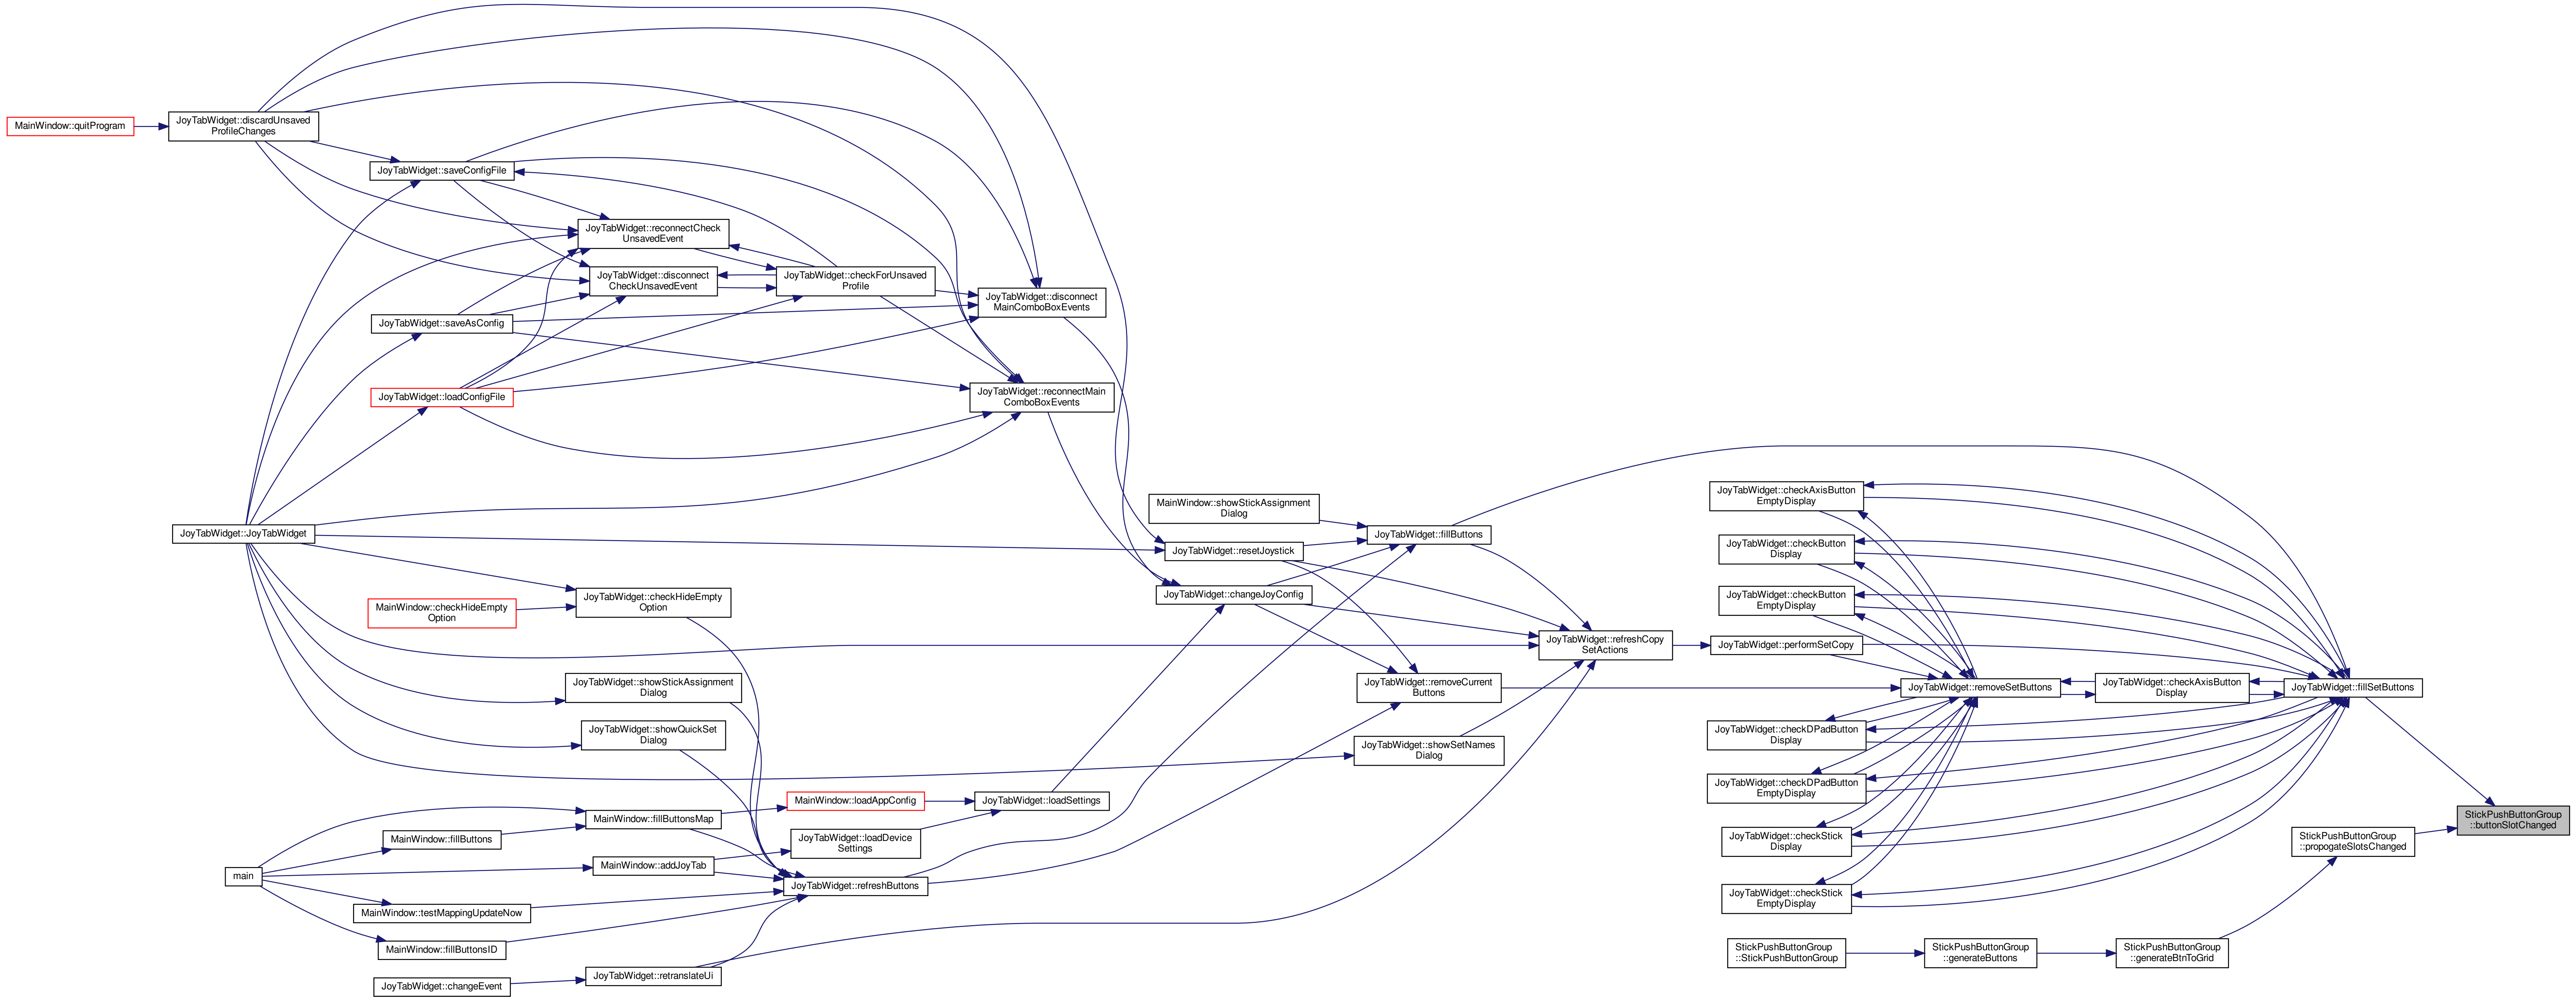 MainWindow::quitProgram
JoyTabWidget::discardUnsaved
ProfileChanges
JoyTabWidget::saveConfigFile
JoyTabWidget::reconnectCheck
UnsavedEvent
JoyTabWidget::disconnect
CheckUnsavedEvent
JoyTabWidget::checkForUnsaved
Profile
JoyTabWidget::disconnect
MainComboBoxEvents
JoyTabWidget::saveAsConfig
JoyTabWidget::loadConfigFile
JoyTabWidget::reconnectMain
ComboBoxEvents
JoyTabWidget::JoyTabWidget
MainWindow::showStickAssignment
Dialog
JoyTabWidget::fillButtons
JoyTabWidget::resetJoystick
JoyTabWidget::changeJoyConfig
JoyTabWidget::checkHideEmpty
Option
MainWindow::checkHideEmpty
Option
JoyTabWidget::refreshCopy
SetActions
JoyTabWidget::performSetCopy
JoyTabWidget::removeCurrent
Buttons
JoyTabWidget::showStickAssignment
Dialog
JoyTabWidget::showQuickSet
Dialog
JoyTabWidget::showSetNames
Dialog
JoyTabWidget::checkAxisButton
EmptyDisplay
JoyTabWidget::checkButton
Display
JoyTabWidget::checkButton
EmptyDisplay
JoyTabWidget::removeSetButtons
JoyTabWidget::checkAxisButton
Display
JoyTabWidget::fillSetButtons
JoyTabWidget::checkDPadButton
Display
JoyTabWidget::checkDPadButton
EmptyDisplay
JoyTabWidget::checkStick
Display
JoyTabWidget::checkStick
EmptyDisplay
StickPushButtonGroup
::buttonSlotChanged
StickPushButtonGroup
::propogateSlotsChanged
StickPushButtonGroup
::StickPushButtonGroup
StickPushButtonGroup
::generateButtons
StickPushButtonGroup
::generateBtnToGrid
MainWindow::loadAppConfig
JoyTabWidget::loadSettings
MainWindow::fillButtonsMap
MainWindow::fillButtons
JoyTabWidget::loadDevice
Settings
MainWindow::addJoyTab
main
JoyTabWidget::refreshButtons
MainWindow::testMappingUpdateNow
MainWindow::fillButtonsID
JoyTabWidget::retranslateUi
JoyTabWidget::changeEvent